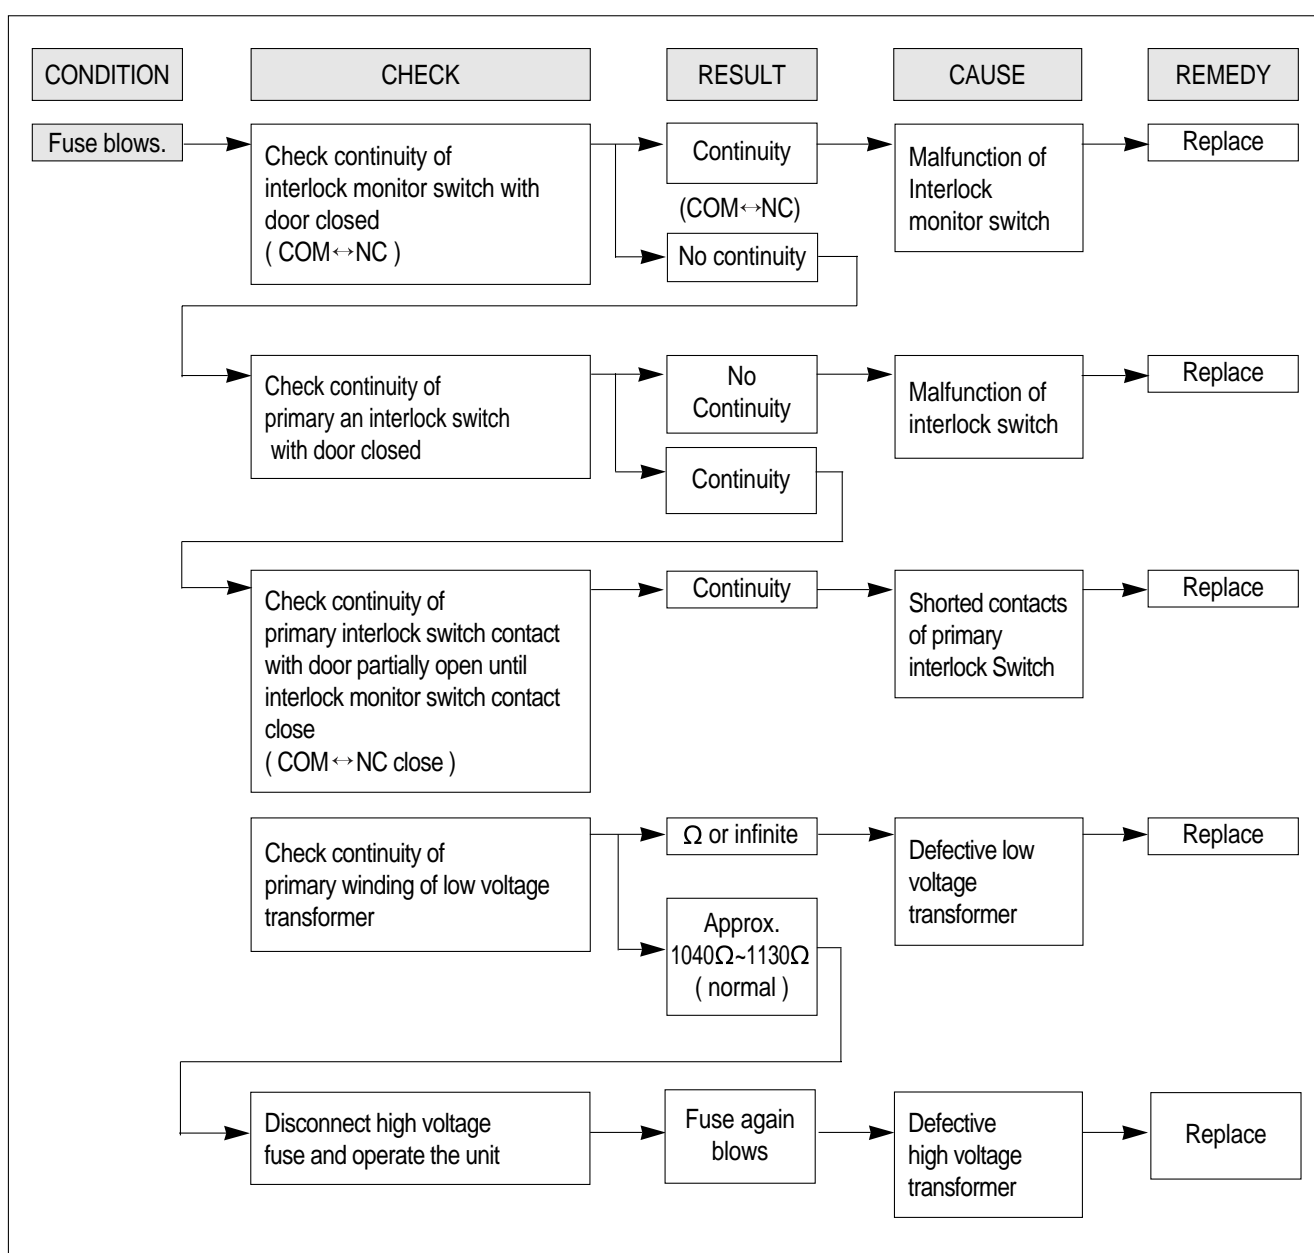 CONDITION
CHECK
RESULT
CAUSE
REMEDY
Fuse blows.
Check continuity of
interlock monitor switch with
door closed
( COM↔NC )
Continuity
(COM↔NC)
No continuity
Malfunction of
Interlock
monitor switch
Replace
Check continuity of
primary an interlock switch
with door closed
No
Continuity
Continuity
Malfunction of
interlock switch
Replace
Check continuity of
primary interlock switch contact
with door partially open until
interlock monitor switch contact
close
( COM↔NC close )
Continuity
Shorted contacts
of primary
interlock Switch
Replace
Check continuity of
primary winding of low voltage
transformer
Ω or infinite
Approx.
1040Ω~1130Ω
( normal )
Defective low
voltage
transformer
Replace
Disconnect high voltage
fuse and operate the unit
Fuse again
blows
Defective
high voltage
transformer
Replace